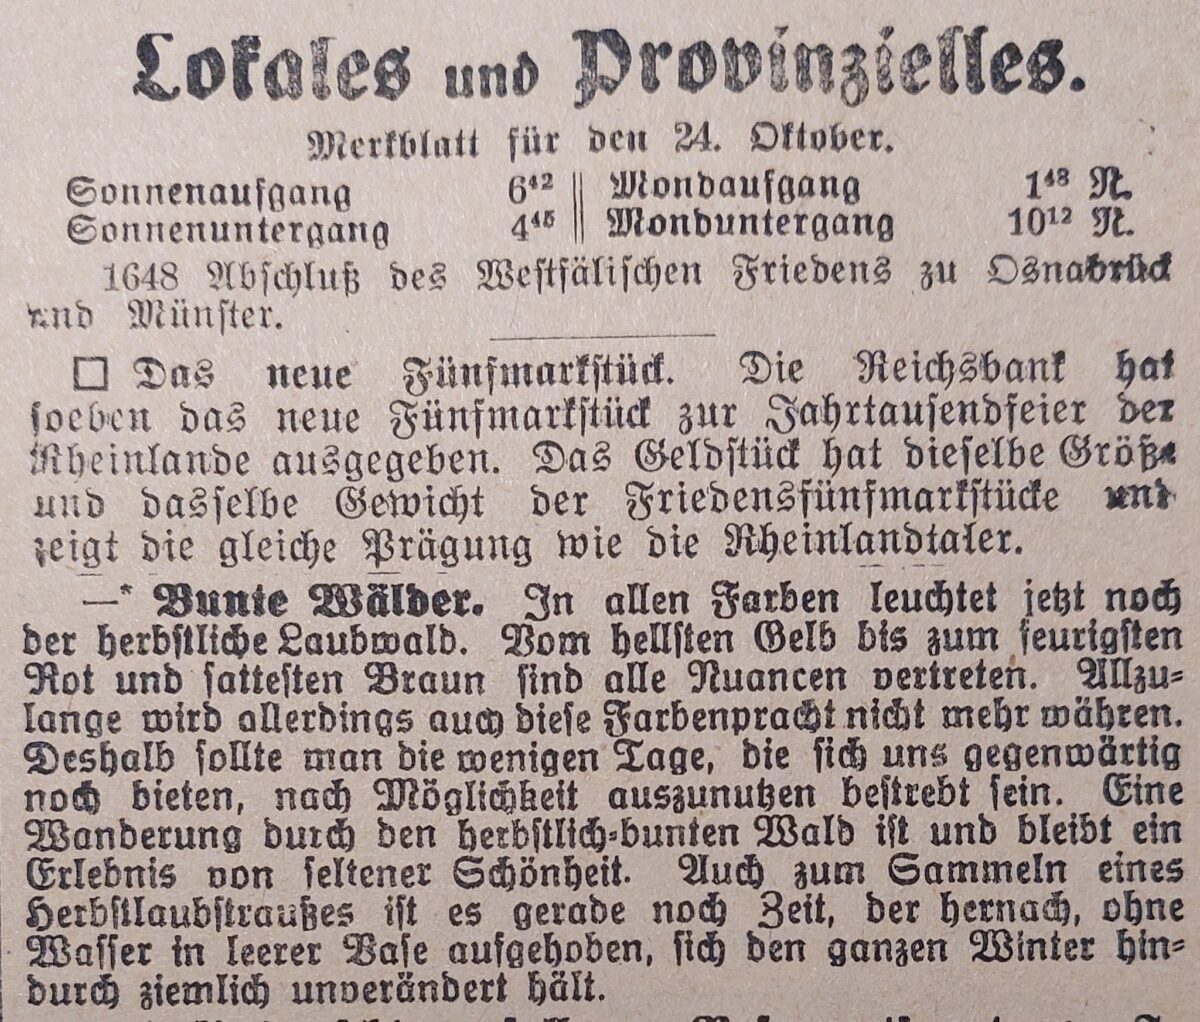 Lokales und Provinzielles.
Merkblatt für den 24. Oktober.
Sonnenaufgang 6⁴² || Mondaufgang 1⁴⁸ N.
Sonnenuntergang 4⁴⁵ || Monduntergang 10¹² N.
1648 Abschluß des Westfälischen Friedens zu Osnabrück
und Münster.
□ Das neue Fünfmarkstück. Die Reichsbank hat
soeben das neue Fünfmarkstück zur Jahrtausendfeier der
Rheinlande ausgegeben. Das Geldstück hat dieselbe Größe
und dasselbe Gewicht der Friedensfünfmarkstücke und
zeigt die gleiche Prägung wie die Rheinlandtaler.
—* Bunte Wälder. In allen Farben leuchtet jetzt noch
der herbstliche Laubwald. Vom hellsten Gelb bis zum feurigsten
Rot und sattesten Braun sind alle Nuancen vertreten. Allzu-
lange wird allerdings auch diese Farbenpracht nicht mehr währen.
Deshalb sollte man die wenigen Tage, die sich uns gegenwärtig
noch bieten, nach Möglichkeit auszunutzen bestrebt sein. Eine
Wanderung durch den herbstlich-bunten Wald ist und bleibt ein
Erlebnis von seltener Schönheit. Auch zum Sammeln eines
Herbstlaubstraußes ist es gerade noch Zeit, der hernach, ohne
Wasser in leerer Vase aufgehoben, sich den ganzen Winter hin-
durch ziemlich unverändert hält.